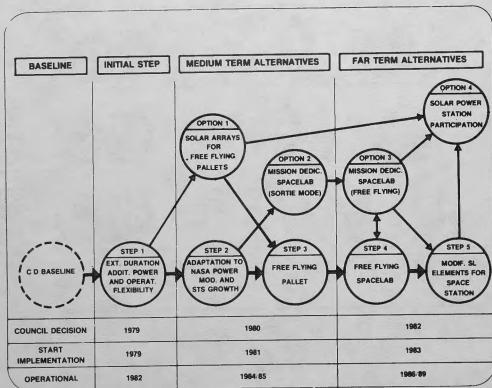 BASELINE INITIAL STEP MEDIUM TERM ALTERNATIVES FAR TERM ALTERNATIVES
OPTION 4
SOLAR POWER
STATION
PARTICIPATION
OPTION 1
SOLAR ARRAYS
FOR
FREE FLYING
PALLETS
OPTION 2
MISSION DEDIC.
SPACELAB
(SORTIE MODE)
OPTION 3
MISSION DEDIC.
SPACELAB
(FREE FLYING)
C D BASELINE
STEP 1
EXT. DURATION
ADDIT. POWER
AND OPERAT.
FLEXIBILITY
STEP 2
ADAPTATION TO
NASA POWER
MOD. AND
STS GROWTH
STEP 3
FREE FLYING
PALLET
STEP 4
FREE FLYING
SPACELAB
STEP 5
MODIF. SL
ELEMENTS FOR
SPACE
STATION
COUNCIL DECISION 1979 1980 1982
START
IMPLEMENTATION 1979 1981 1983
OPERATIONAL 1982 1984/85 1986/89